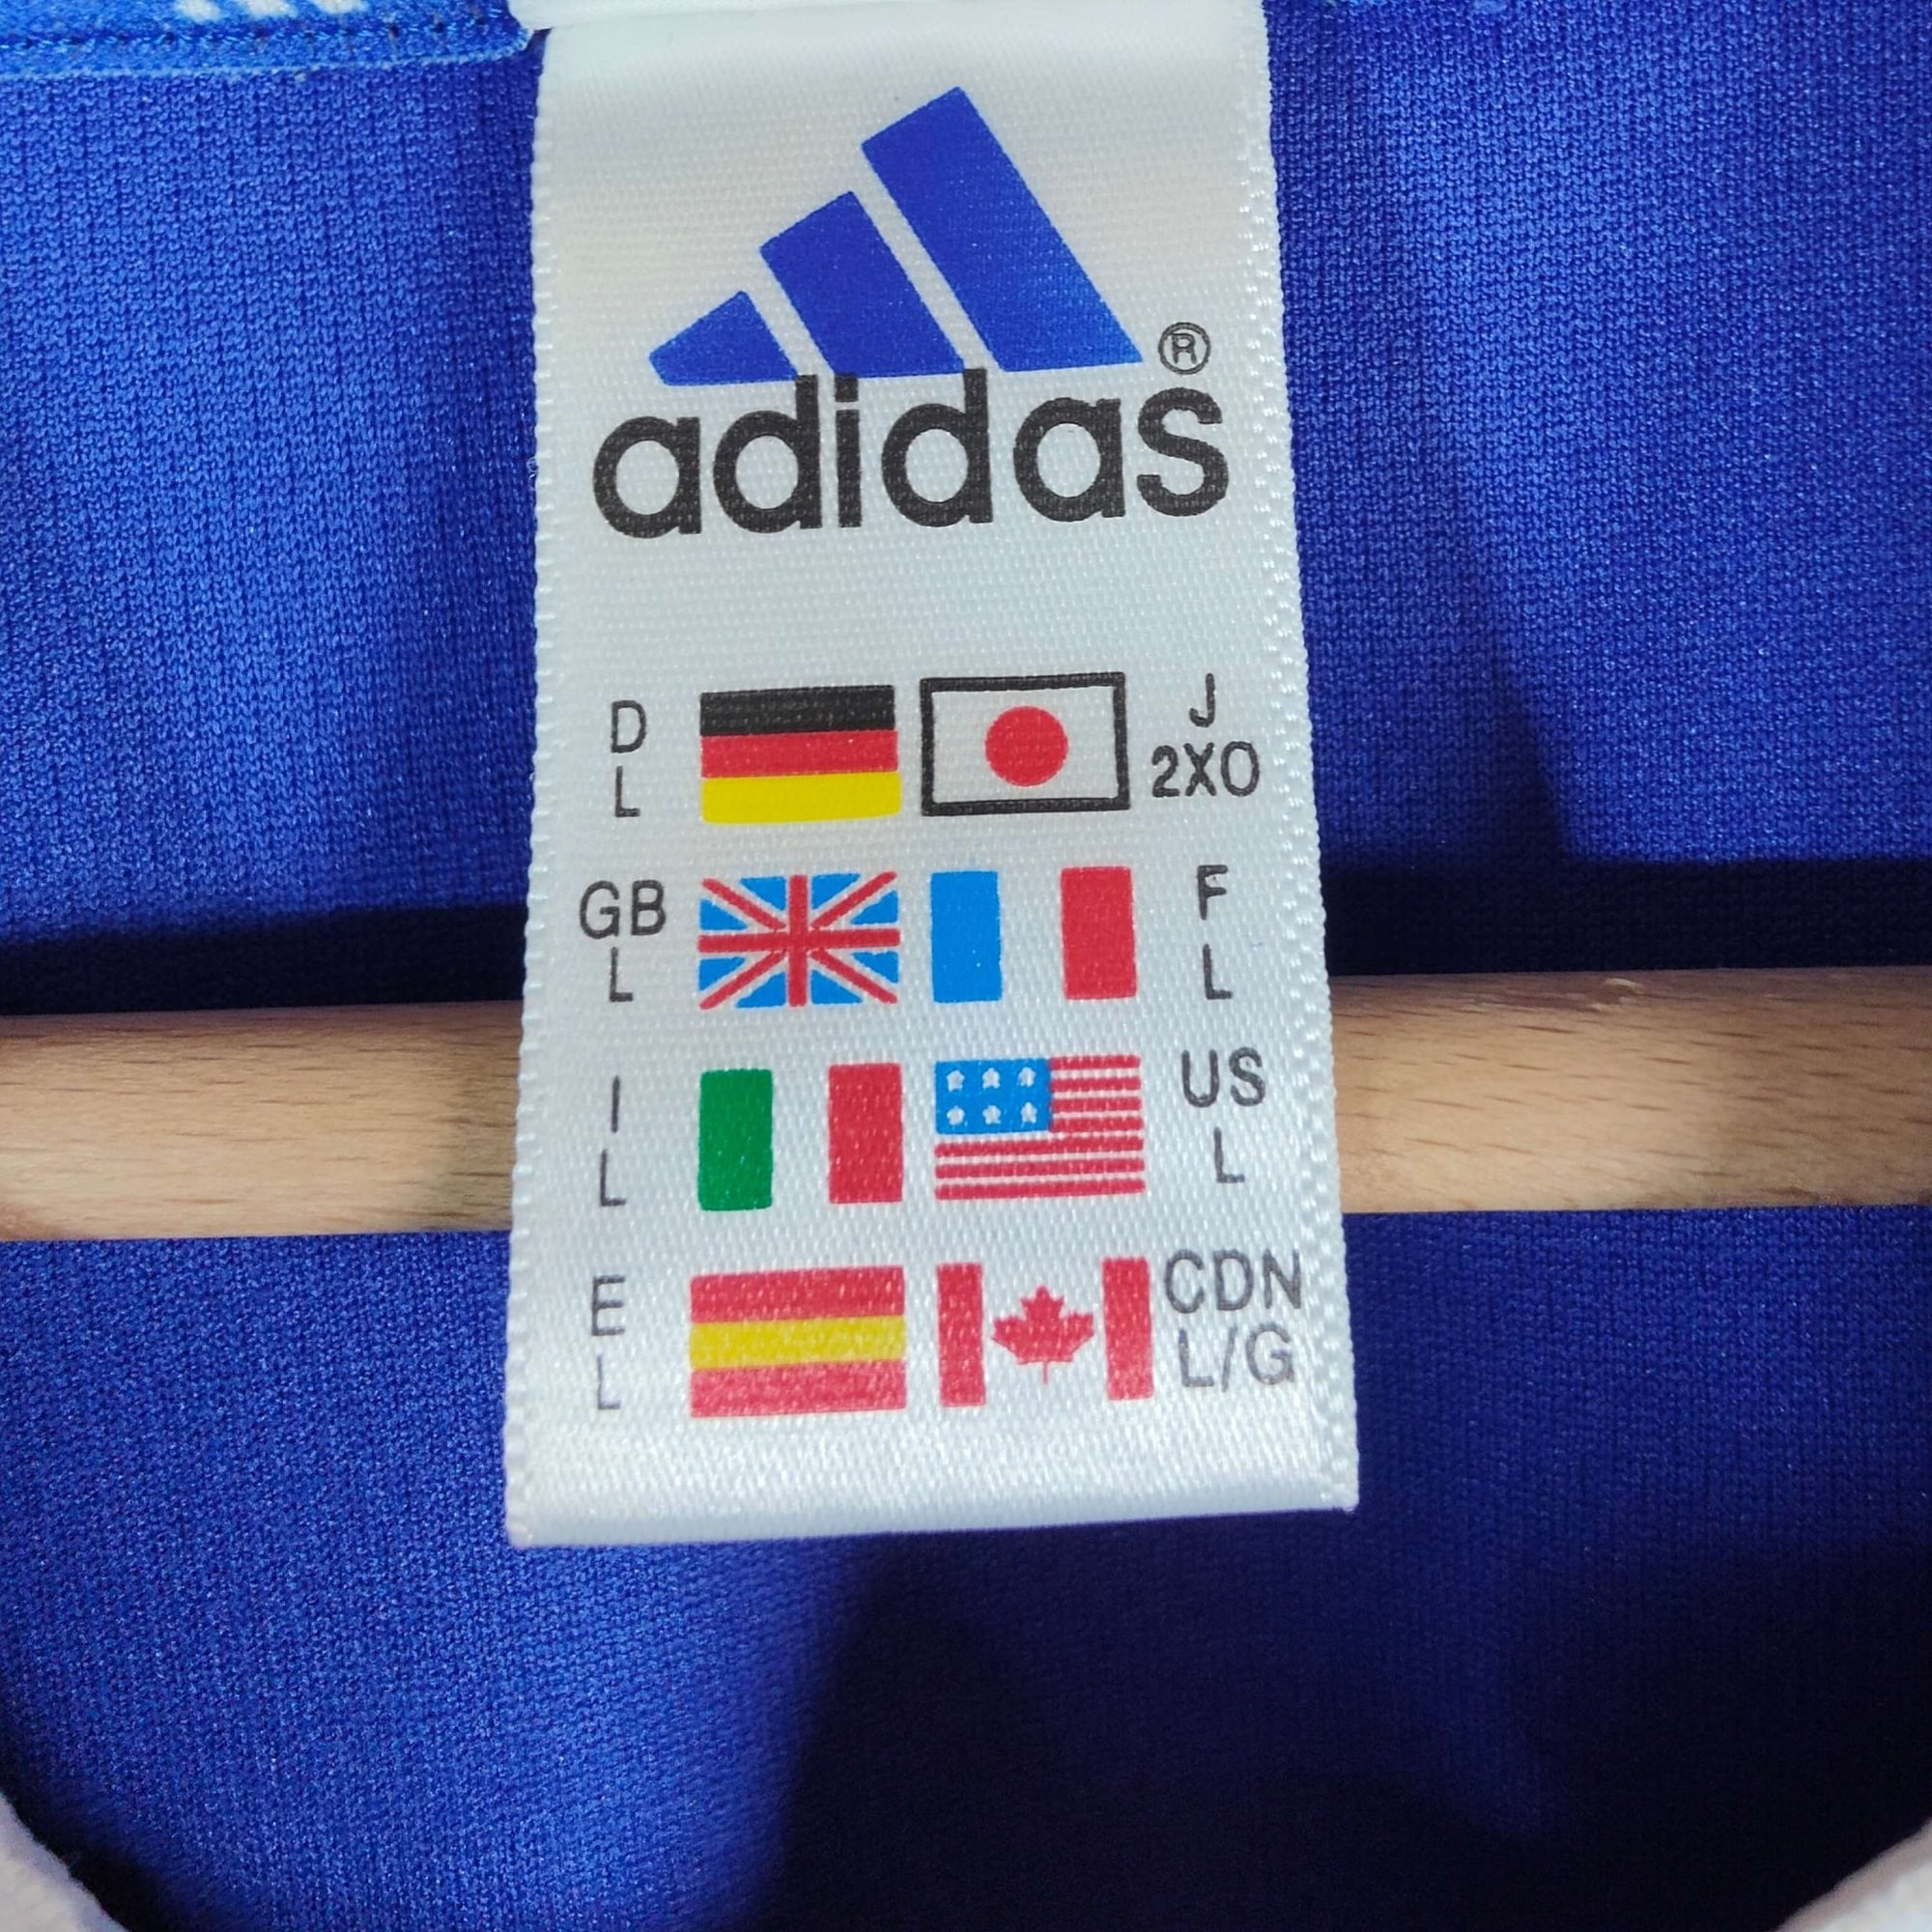 adidas®
D J
L 2XO
GB F
L L
I US
L L
E CDN
L L/G